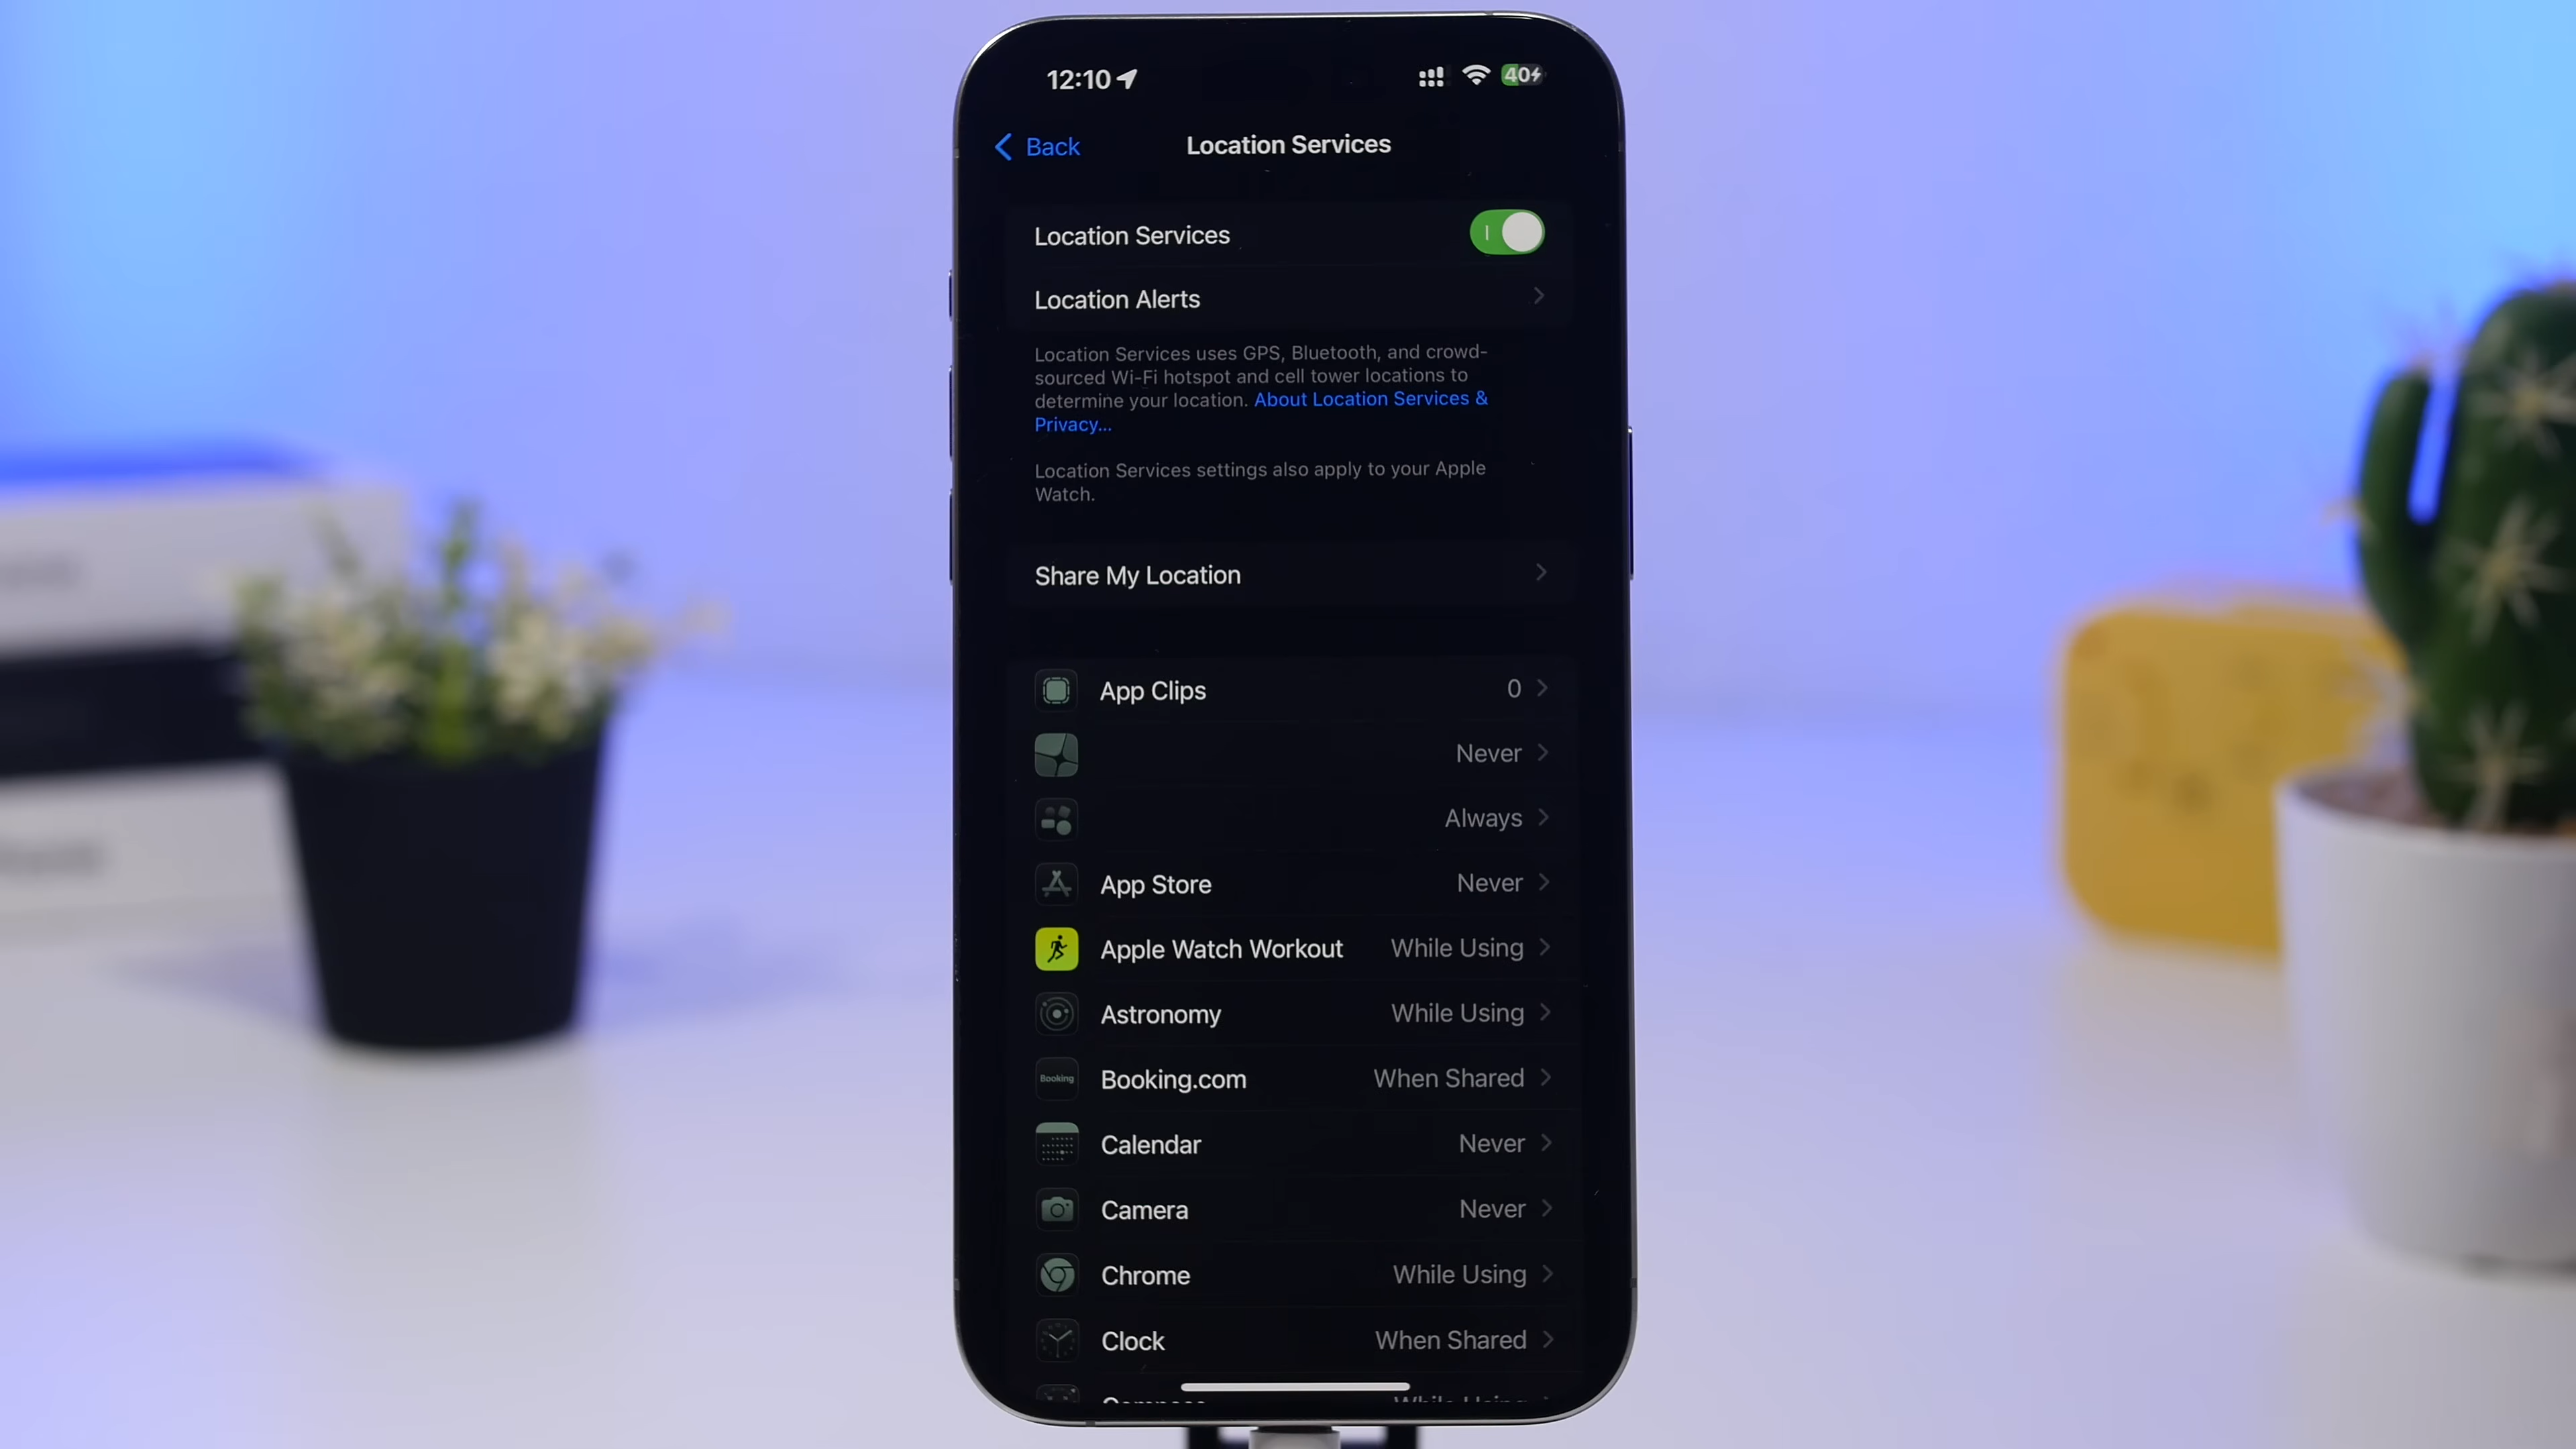 12:10
40
Back
Location Services
Location Services
Location Alerts
Location Services uses GPS, Bluetooth, and crowd-
sourced Wi-Fi hotspot and cell tower locations to
determine your location. About Location Services &
Privacy...
Location Services settings also apply to your Apple
Watch.
Share My Location
App Clips 0
Never
Always
App Store Never
Apple Watch Workout While Using
Astronomy While Using
Booking
Booking.com When Shared
Calendar Never
Camera Never
Chrome While Using
Clock When Shared